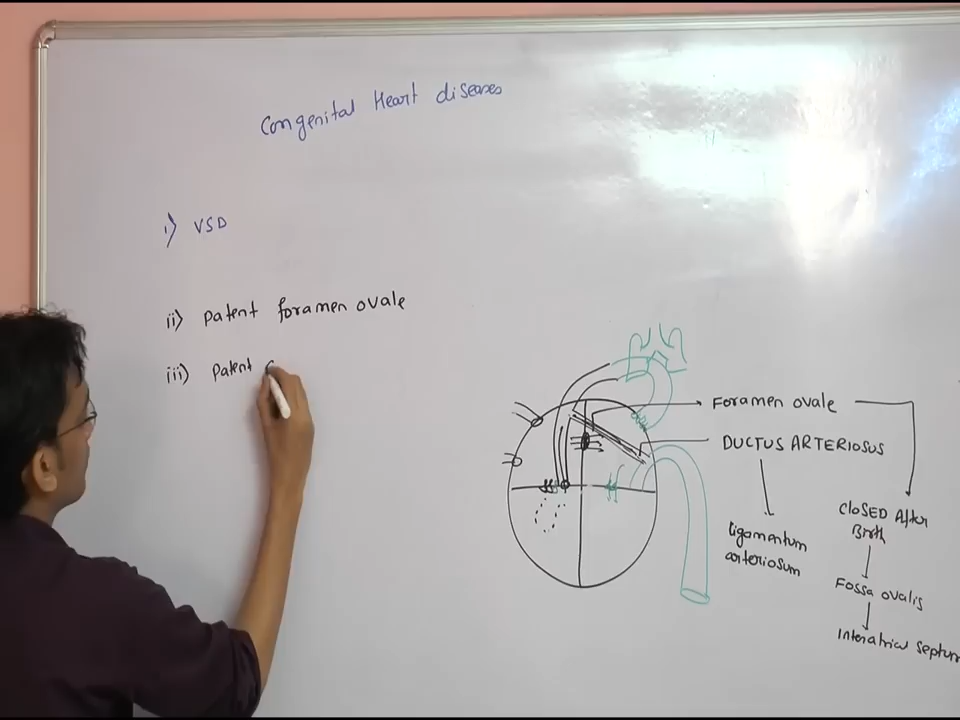 Congenital Heart diseases
i) VSD
ii) patent foramen ovale
iii) patent
Foramen ovale
DUCTUS ARTERIOSUS
ligamentum
arteriosum
ClOSED After
Birth
Fossa ovalis
Interatrial Septum